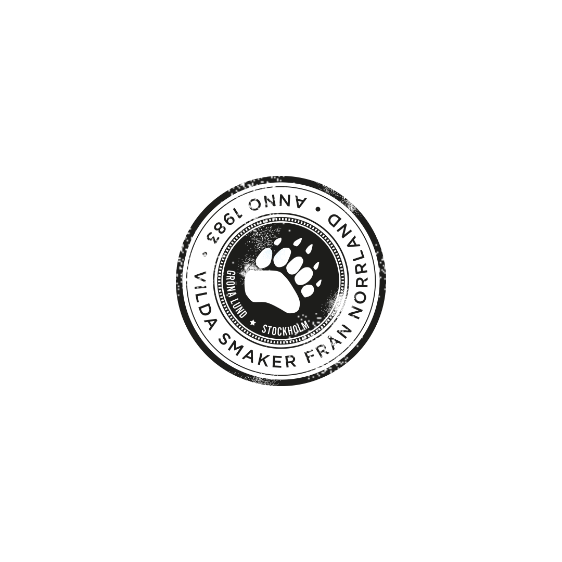 VILDA SMAKER FRÅN NORRLAND • ANNO 1983 •
GRÖNA LUND ★ STOCKHOLM